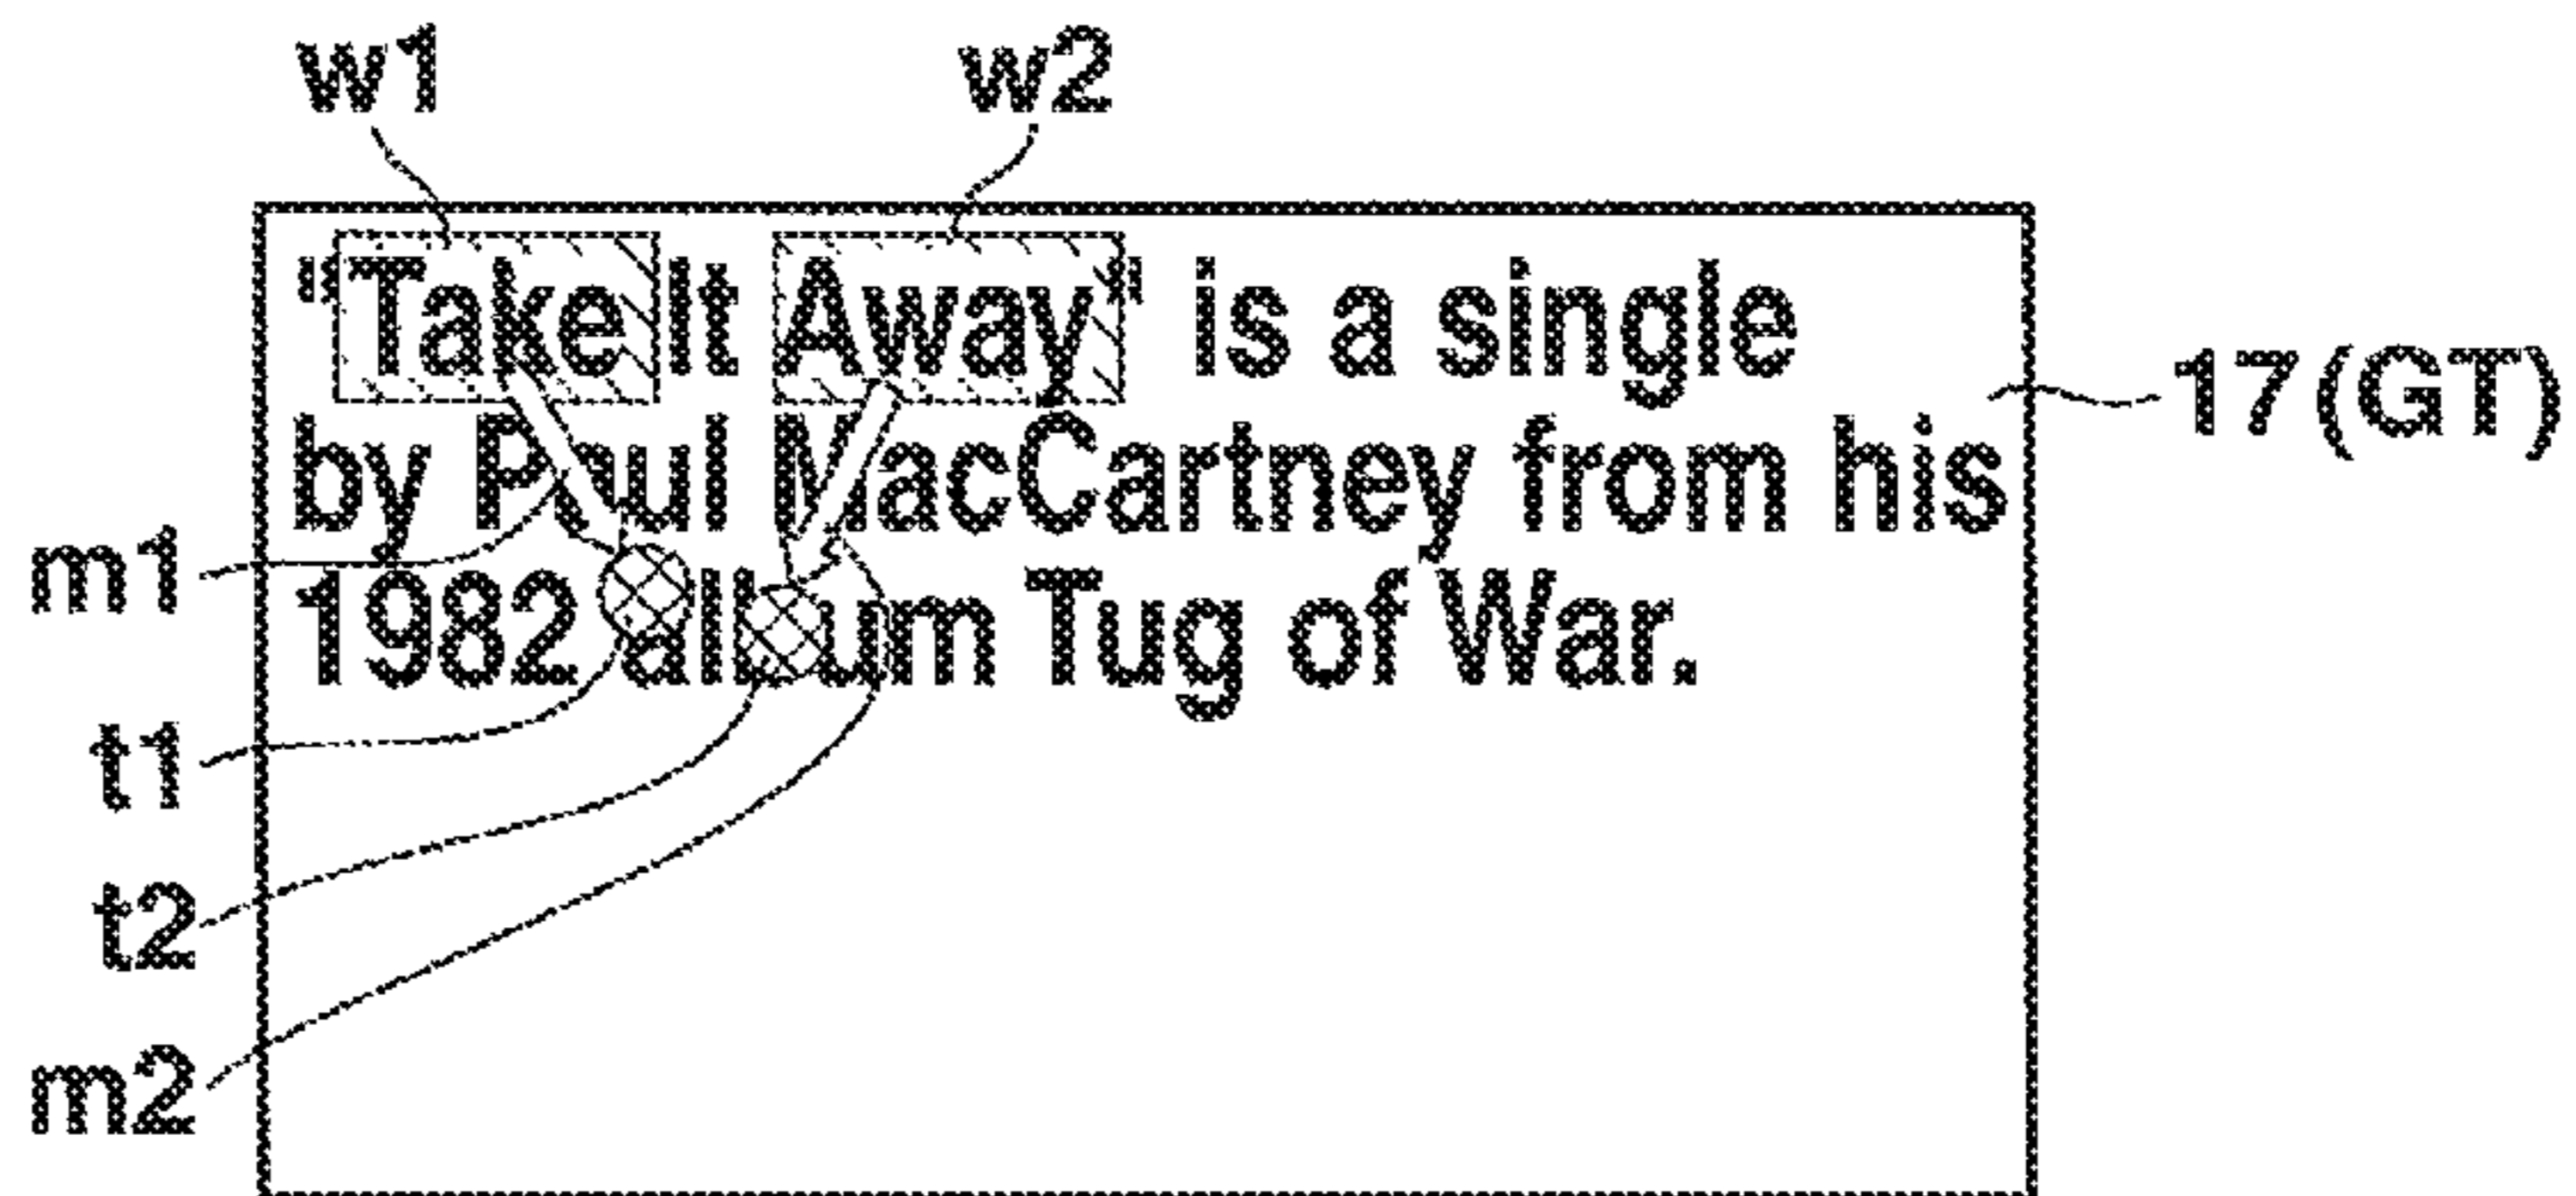 w1 w2
"Take It Away" is a single
17(GT)
by Paul MacCartney from his
m1
1982 album Tug of War.
t1
t2
m2